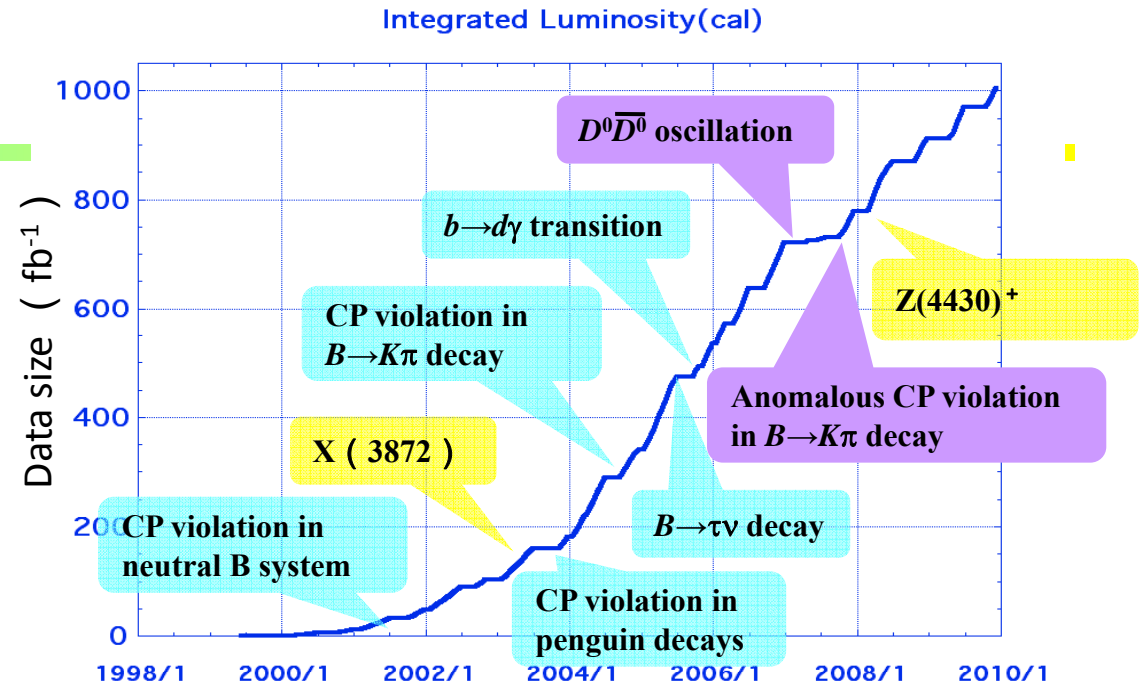 Integrated Luminosity(cal)
Data size ( fb⁻¹ )
1000
800
600
400
200
0
1998/1
2000/1
2002/1
2004/1
2006/1
2008/1
2010/1
D⁰D̅⁰ oscillation
b→dγ transition
Z(4430)⁺
CP violation in
B→Kπ decay
Anomalous CP violation
in B→Kπ decay
X ( 3872 )
B→τν decay
CP violation in
neutral B system
CP violation in
penguin decays